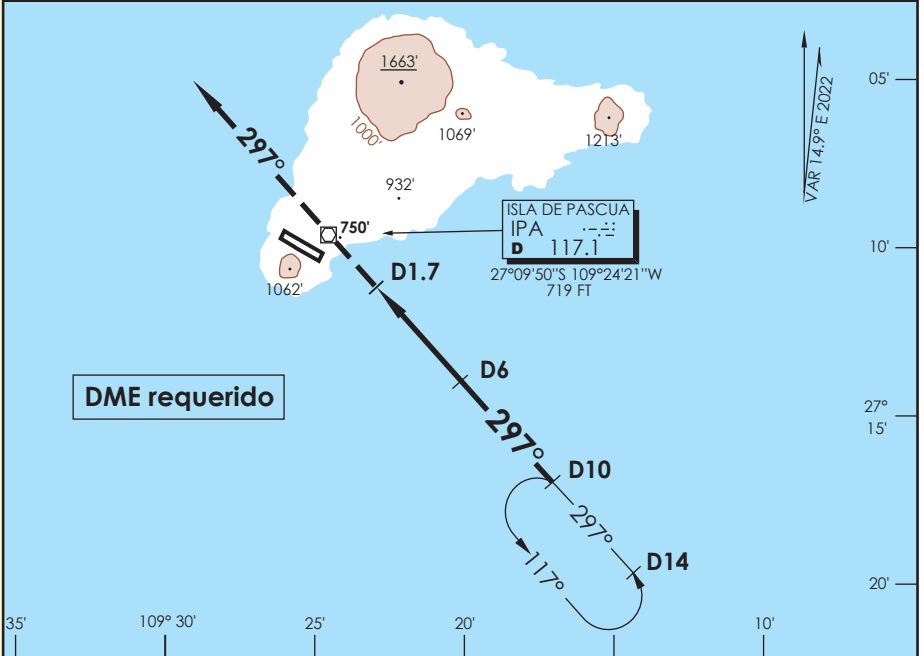 1663'
1000'
1069'
1213'
932'
VAR 14.9° E 2022
05'
297°
750'
ISLA DE PASCUA
IPA
D 117.1
27°09'50"S 109°24'21"W
719 FT
10'
1062'
D1.7
D6
DME requerido
27°
15'
297°
D10
297°
D14
117°
20'
35'
109° 30'
25'
20'
10'